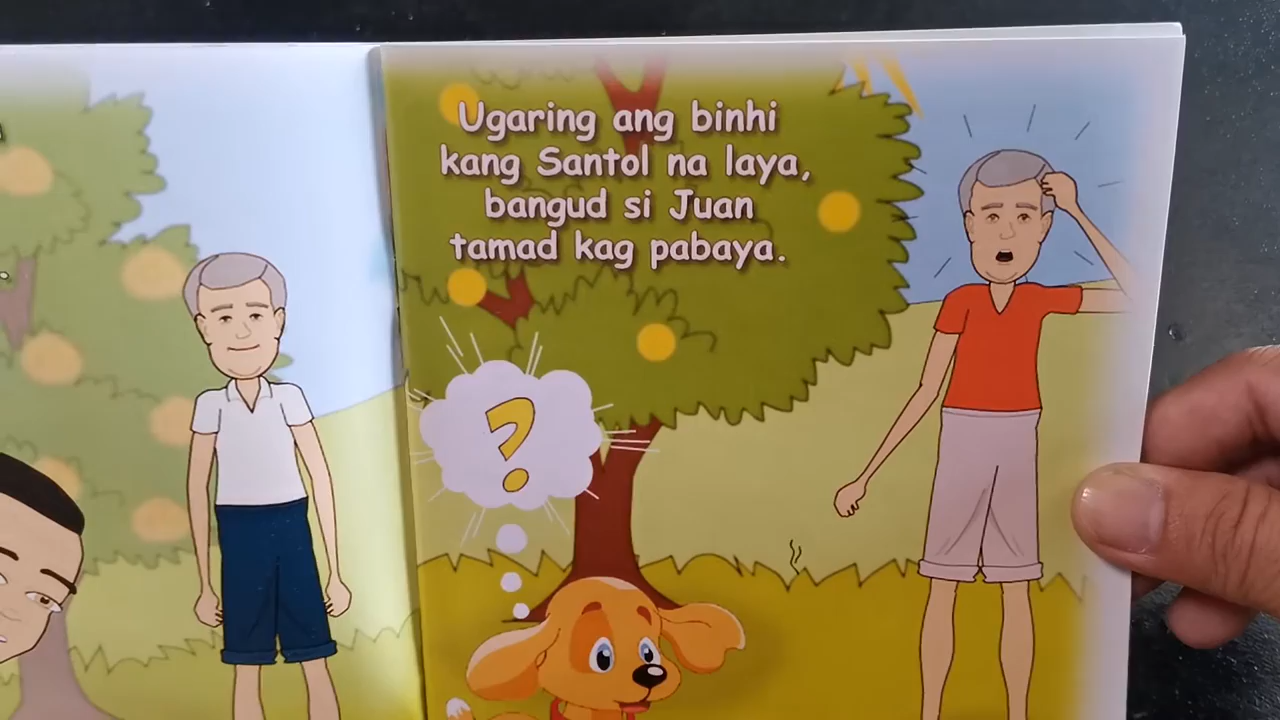 Ugaring ang binhi
kang Santol na laya,
bangud si Juan
tamad kag pabaya.
?